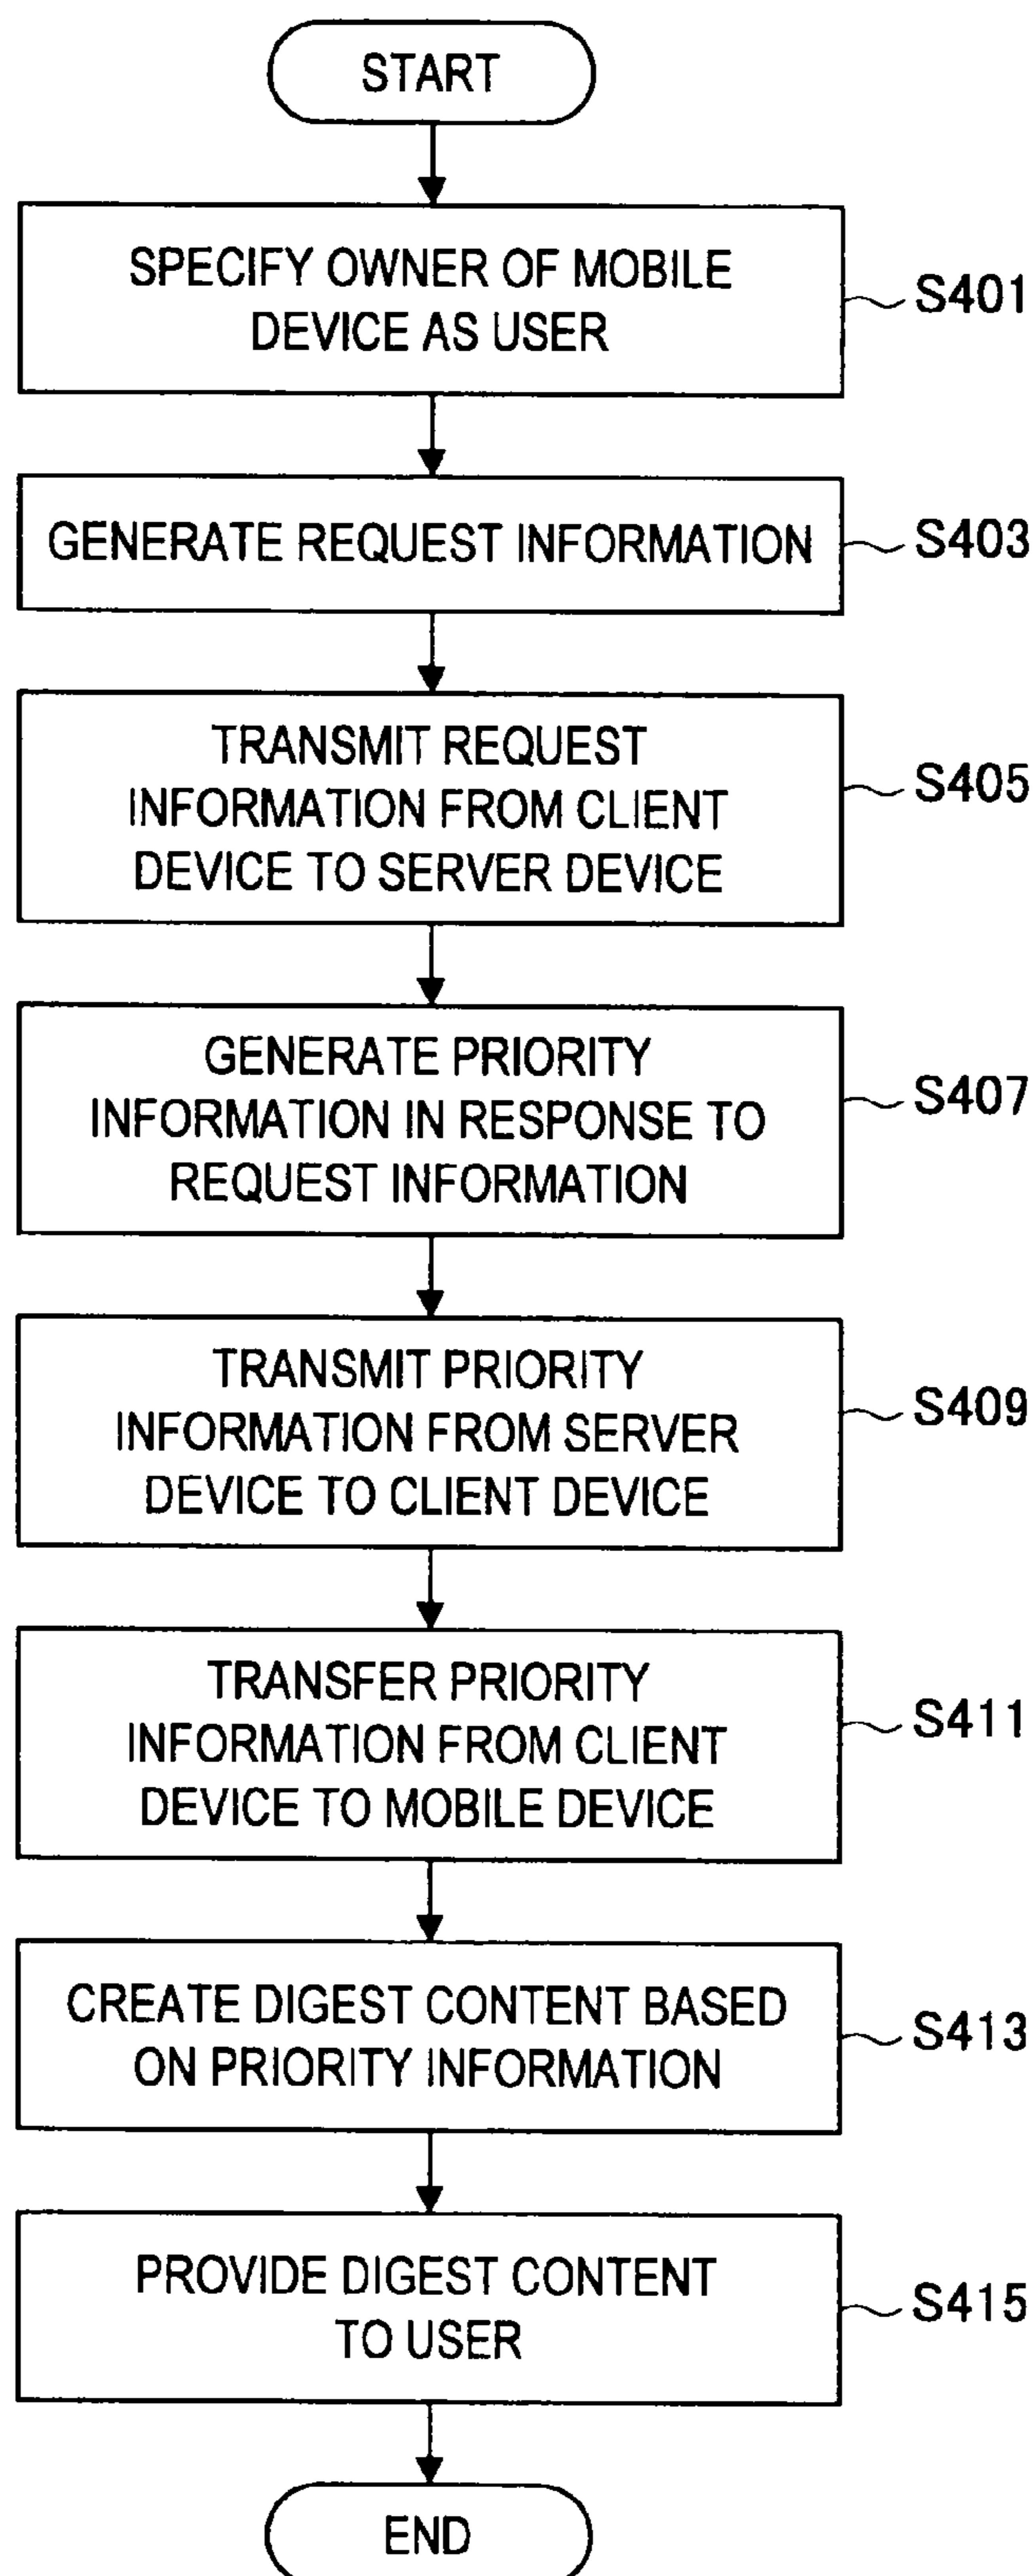 START
SPECIFY OWNER OF MOBILE
DEVICE AS USER
S401
GENERATE REQUEST INFORMATION
S403
TRANSMIT REQUEST
INFORMATION FROM CLIENT
DEVICE TO SERVER DEVICE
S405
GENERATE PRIORITY
INFORMATION IN RESPONSE TO
REQUEST INFORMATION
S407
TRANSMIT PRIORITY
INFORMATION FROM SERVER
DEVICE TO CLIENT DEVICE
S409
TRANSFER PRIORITY
INFORMATION FROM CLIENT
DEVICE TO MOBILE DEVICE
S411
CREATE DIGEST CONTENT BASED
ON PRIORITY INFORMATION
S413
PROVIDE DIGEST CONTENT
TO USER
S415
END